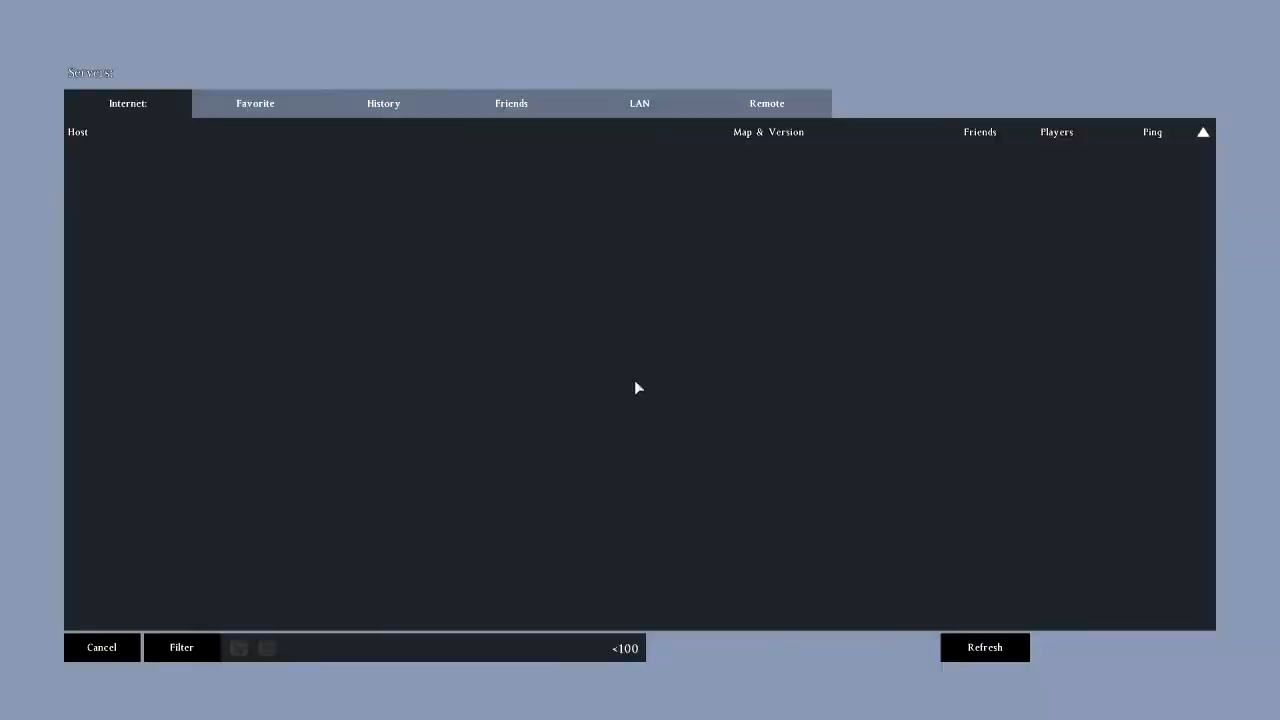 Servers:
Internet: Favorite History Friends LAN Remote
Host Map & Version Friends Players Ping
Cancel Filter <100 Refresh